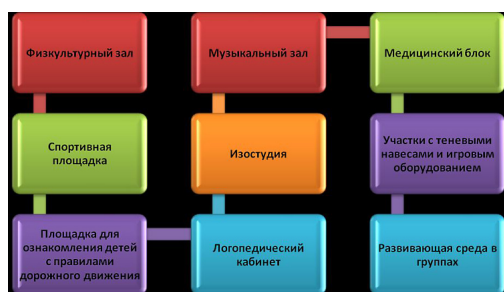 Физкультурный зал
Спортивная
площадка
Площадка для
ознакомления детей
с правилами
дорожного движения
Логопедический
кабинет
Изостудия
Музыкальный зал
Медицинский блок
Участки с теневыми
навесами и игровым
оборудованием
Развивающая среда в
группах